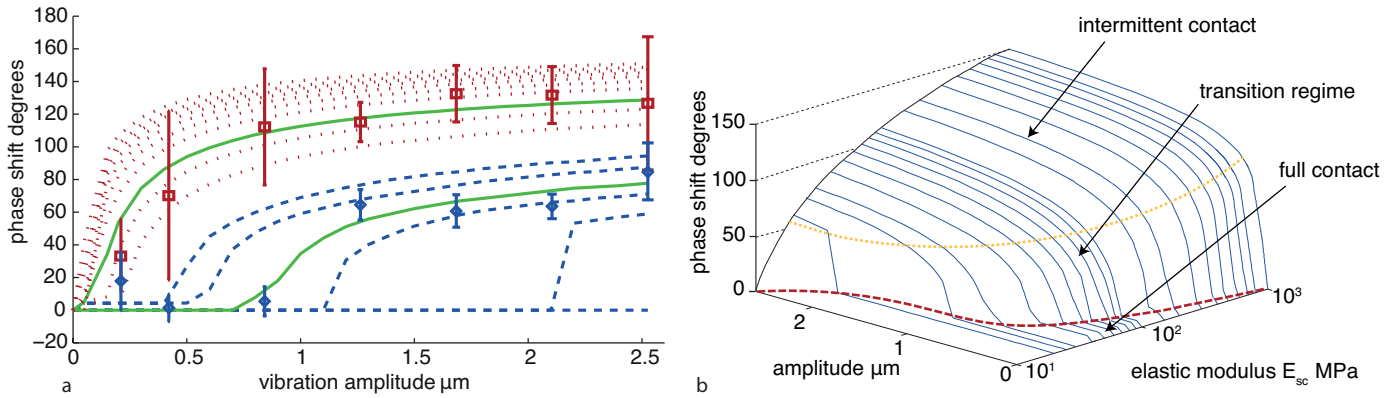 180
160
140
120
100
80
60
40
20
0
−20
phase shift degrees
0
0.5
1
1.5
2
2.5
vibration amplitude μm
a
intermittent contact
transition regime
full contact
150
100
50
0
phase shift degrees
2
1
0
amplitude μm
10¹
10²
10³
elastic modulus Esc MPa
b